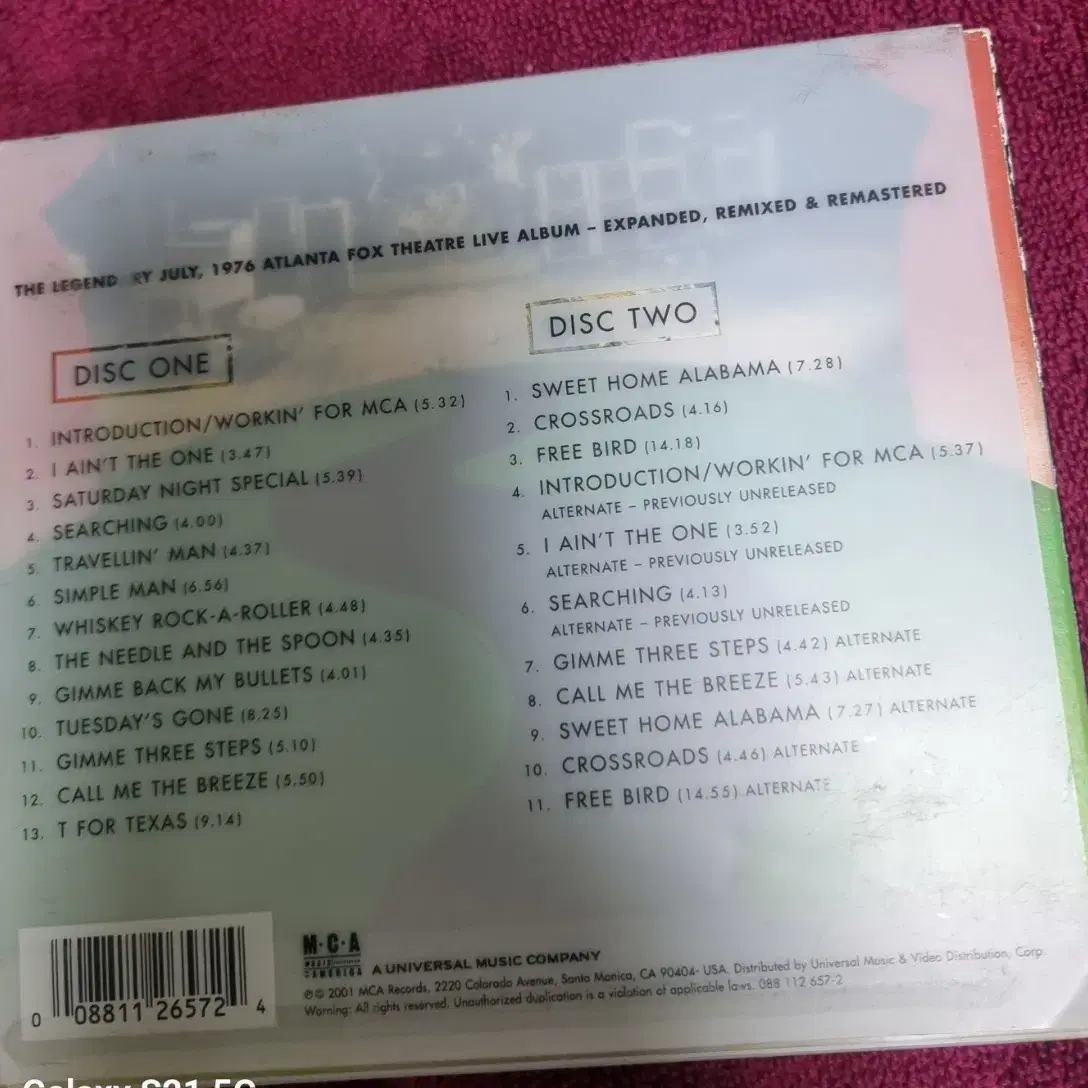 THE LEGEND RY JULY, 1976 ATLANTA FOX THEATRE LIVE ALBUM – EXPANDED, REMIXED & REMASTERED
DISC ONE
1. INTRODUCTION/WORKIN' FOR MCA (5.32)
2. I AIN'T THE ONE (3.47)
3. SATURDAY NIGHT SPECIAL (5.39)
4. SEARCHING (4.00)
5. TRAVELLIN' MAN (4.37)
6. SIMPLE MAN (6.56)
7. WHISKEY ROCK-A-ROLLER (4.48)
8. THE NEEDLE AND THE SPOON (4.35)
9. GIMME BACK MY BULLETS (4.01)
10. TUESDAY'S GONE (8.25)
11. GIMME THREE STEPS (5.10)
12. CALL ME THE BREEZE (5.50)
13. T FOR TEXAS (9.14)
DISC TWO
1. SWEET HOME ALABAMA (7.28)
2. CROSSROADS (4.16)
3. FREE BIRD (14.18)
4. INTRODUCTION/WORKIN' FOR MCA (5.37)
ALTERNATE – PREVIOUSLY UNRELEASED
5. I AIN'T THE ONE (3.52)
ALTERNATE – PREVIOUSLY UNRELEASED
6. SEARCHING (4.13)
ALTERNATE – PREVIOUSLY UNRELEASED
7. GIMME THREE STEPS (4.42) ALTERNATE
8. CALL ME THE BREEZE (5.43) ALTERNATE
9. SWEET HOME ALABAMA (7.27) ALTERNATE
10. CROSSROADS (4.46) ALTERNATE
11. FREE BIRD (14.55) ALTERNATE
0 08811 26572 4
M·C·A
AMERICA
A UNIVERSAL MUSIC COMPANY
℗© 2001 MCA Records, 2220 Colorado Avenue, Santa Monica, CA 90404- USA. Distributed by Universal Music & Video Distribution, Corp.
Warning: All rights reserved. Unauthorized duplication is a violation of applicable laws. 088 112 657-2